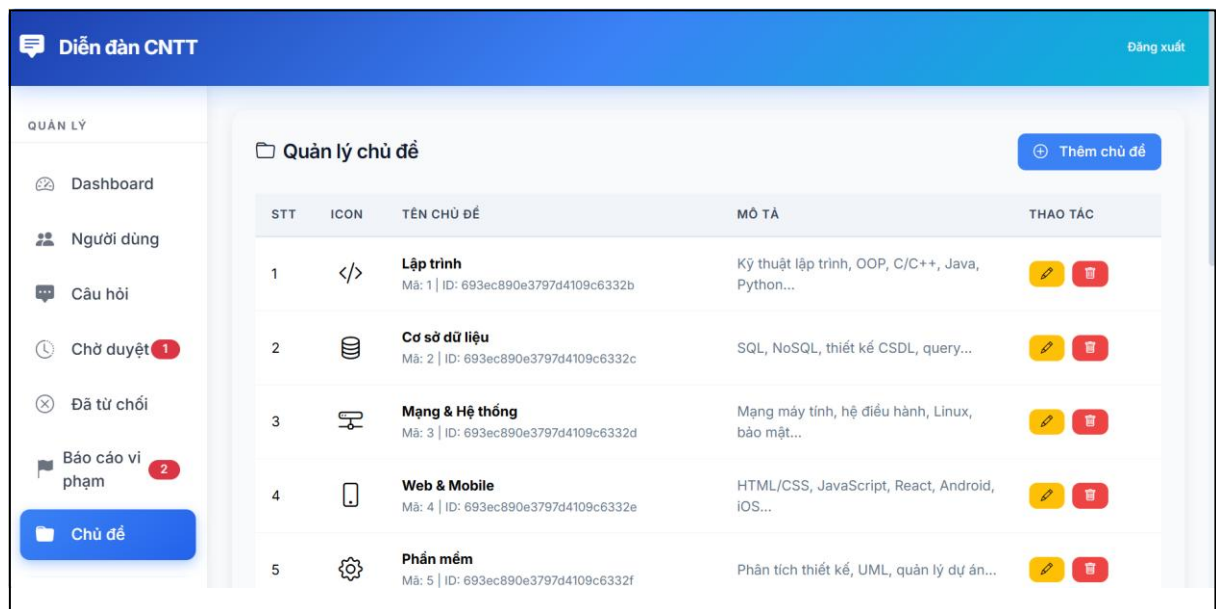 Diễn đàn CNTT
Đăng xuất
QUẢN LÝ
Dashboard
Người dùng
Câu hỏi
Chờ duyệt 1
Đã từ chối
Báo cáo vi
phạm
2
Chủ đề
Quản lý chủ đề
Thêm chủ đề
STT ICON TÊN CHỦ ĐỀ MÔ TẢ THAO TÁC
1 </> Lập trình
Mã: 1 | ID: 693ec890e3797d4109c6332b
Kỹ thuật lập trình, OOP, C/C++, Java,
Python...
2 Cơ sở dữ liệu
Mã: 2 | ID: 693ec890e3797d4109c6332c
SQL, NoSQL, thiết kế CSDL, query...
3 Mạng & Hệ thống
Mã: 3 | ID: 693ec890e3797d4109c6332d
Mạng máy tính, hệ điều hành, Linux,
bảo mật...
4 Web & Mobile
Mã: 4 | ID: 693ec890e3797d4109c6332e
HTML/CSS, JavaScript, React, Android,
iOS...
5 Phần mềm
Mã: 5 | ID: 693ec890e3797d4109c6332f
Phân tích thiết kế, UML, quản lý dự án...